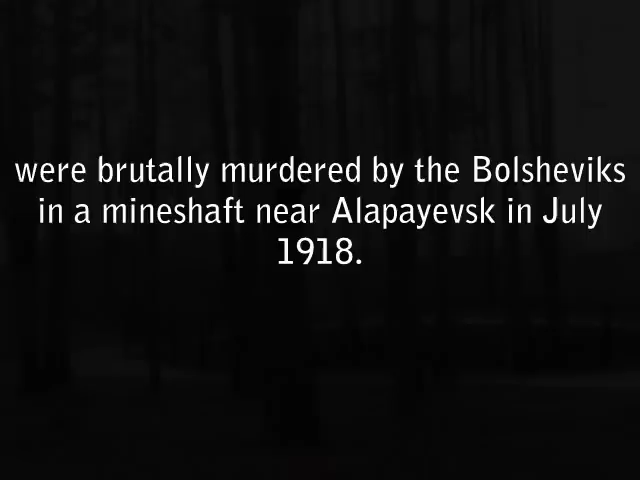 were brutally murdered by the Bolsheviks
in a mineshaft near Alapayevsk in July
1918.